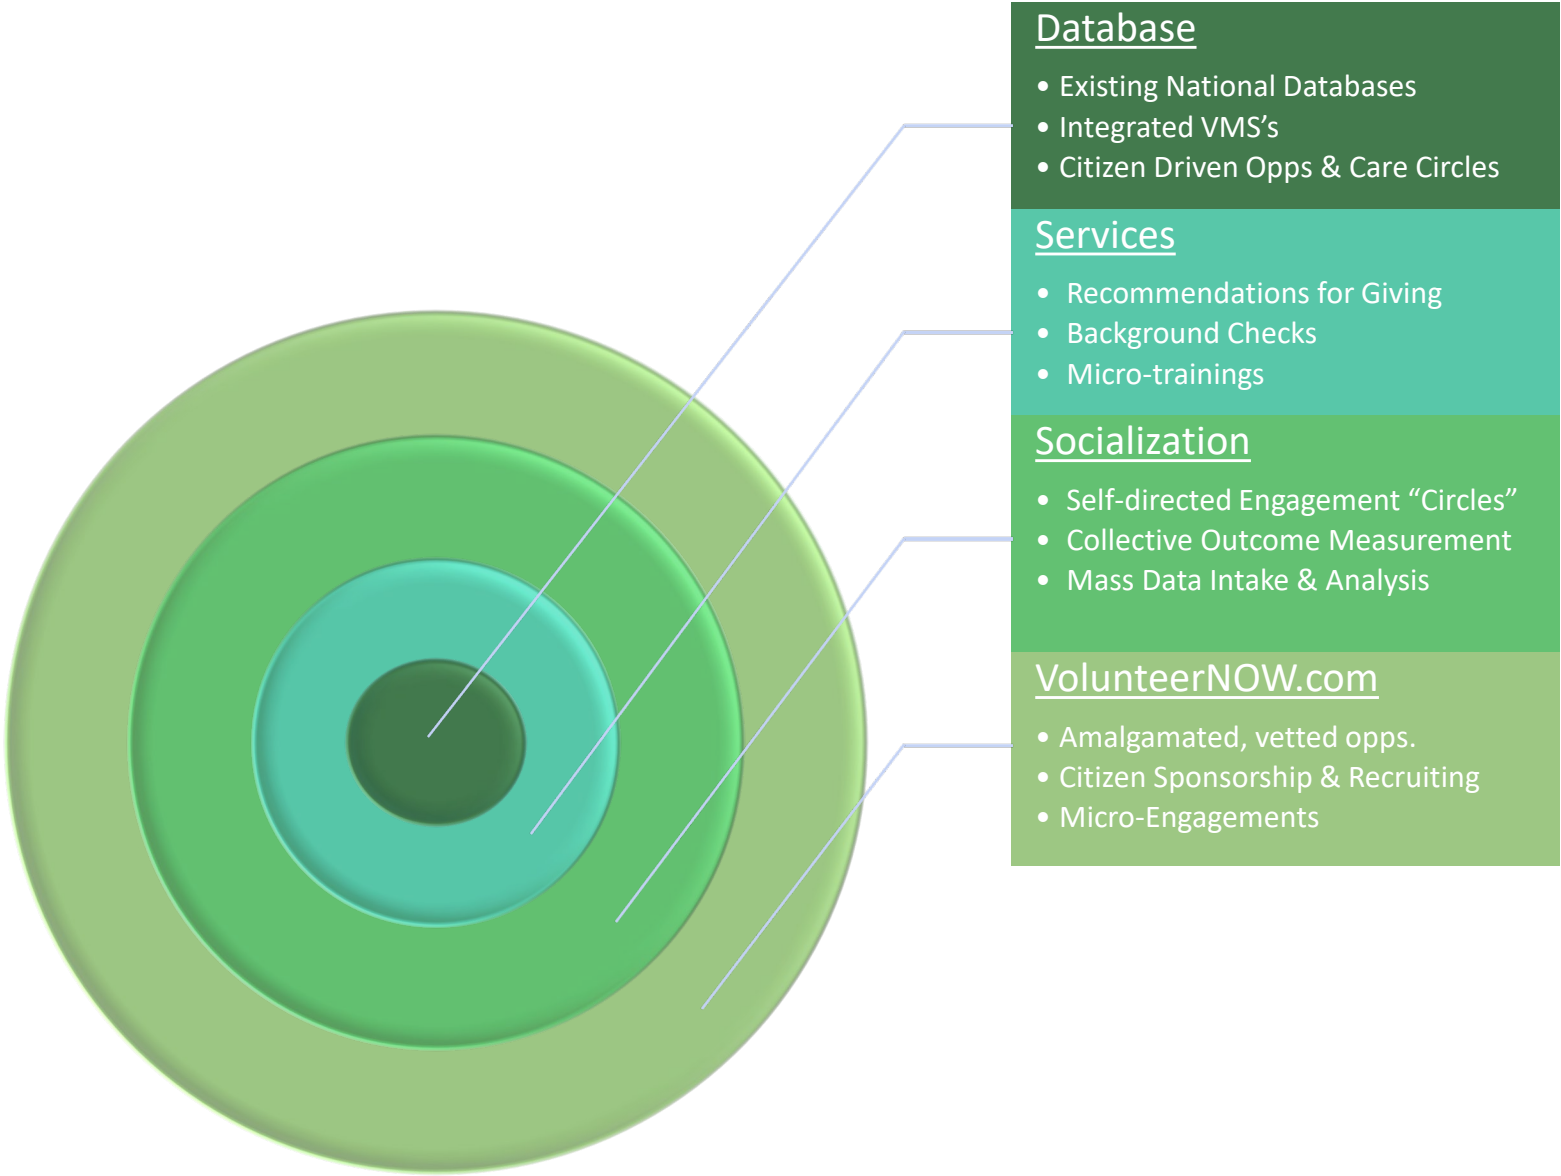 Database
• Existing National Databases
• Integrated VMS’s
• Citizen Driven Opps & Care Circles
Services
• Recommendations for Giving
• Background Checks
• Micro-trainings
Socialization
• Self-directed Engagement “Circles”
• Collective Outcome Measurement
• Mass Data Intake & Analysis
VolunteerNOW.com
• Amalgamated, vetted opps.
• Citizen Sponsorship & Recruiting
• Micro-Engagements